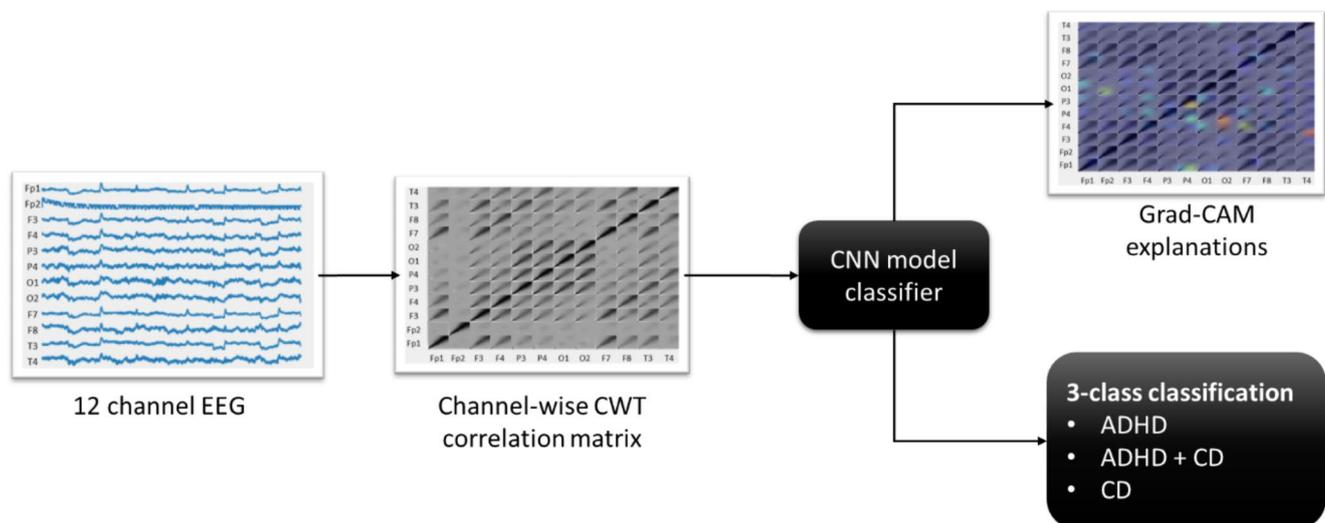 Fp1
Fp2
F3
F4
P3
P4
O1
O2
F7
F8
T3
T4
12 channel EEG
T4
T3
F8
F7
O2
O1
P4
P3
F4
F3
Fp2
Fp1
Fp1 Fp2 F3 F4 P3 P4 O1 O2 F7 F8 T3 T4
Channel-wise CWT
correlation matrix
CNN model
classifier
T4
T3
F8
F7
O2
O1
P3
P4
F4
F3
Fp2
Fp1
Fp1 Fp2 F3 F4 P3 P4 O1 O2 F7 F8 T3 T4
Grad-CAM
explanations
3-class classification
• ADHD
• ADHD + CD
• CD